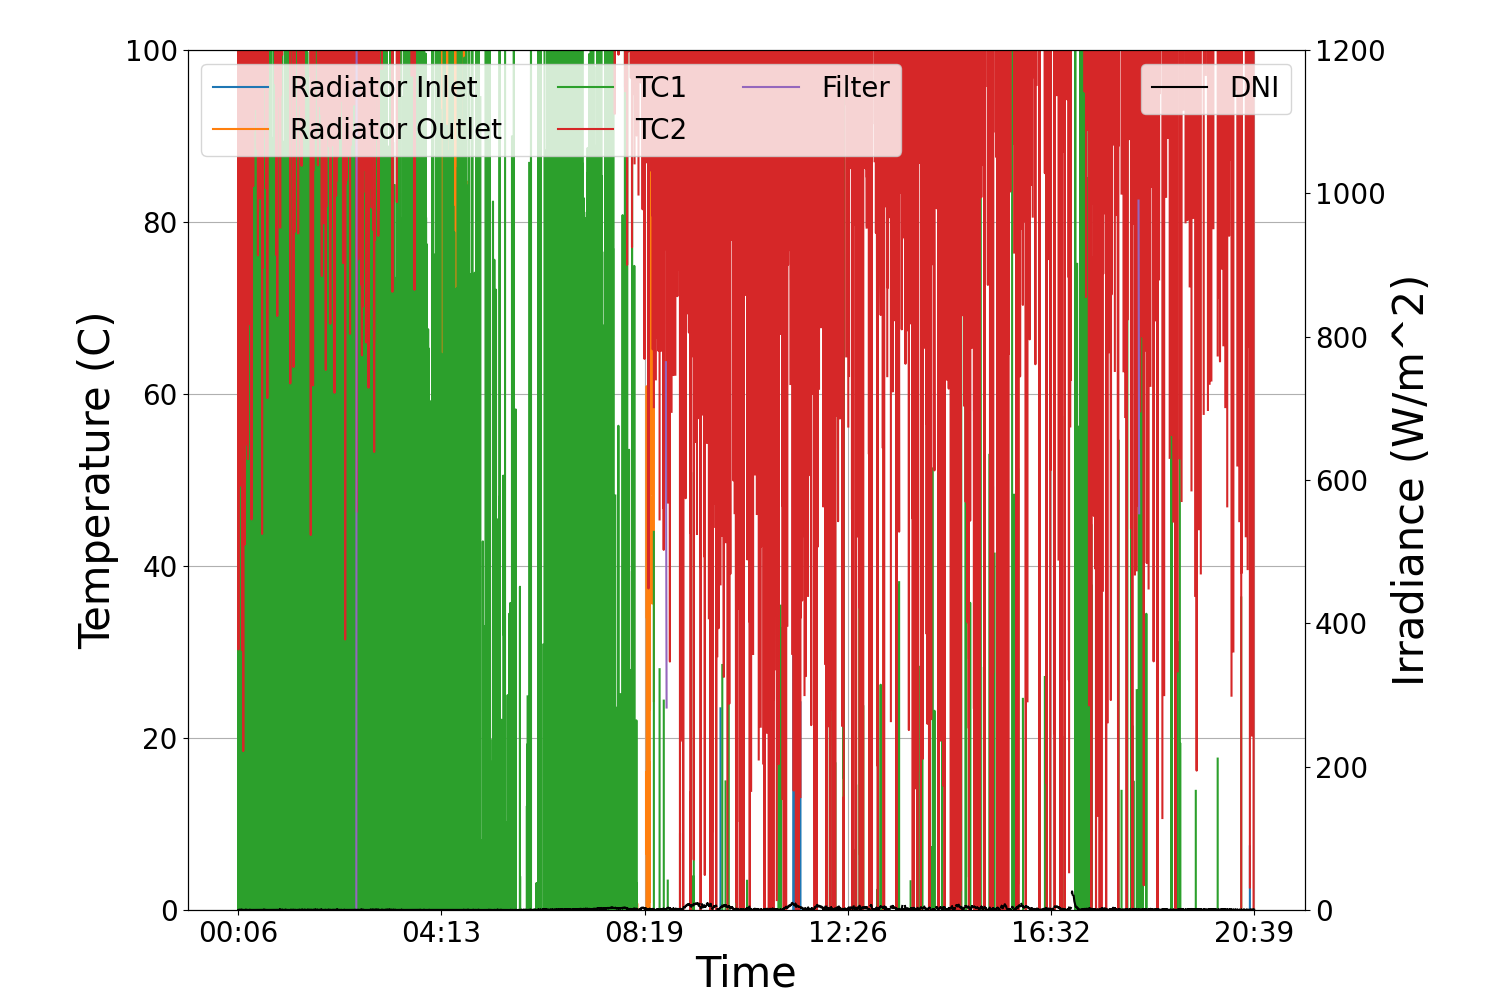 100
80
60
40
20
0
Temperature (C)
Radiator Inlet
Radiator Outlet
TC1
TC2
Filter
DNI
1200
1000
800
600
400
200
0
Irradiance (W/m^2)
00:06
04:13
08:19
12:26
16:32
20:39
Time